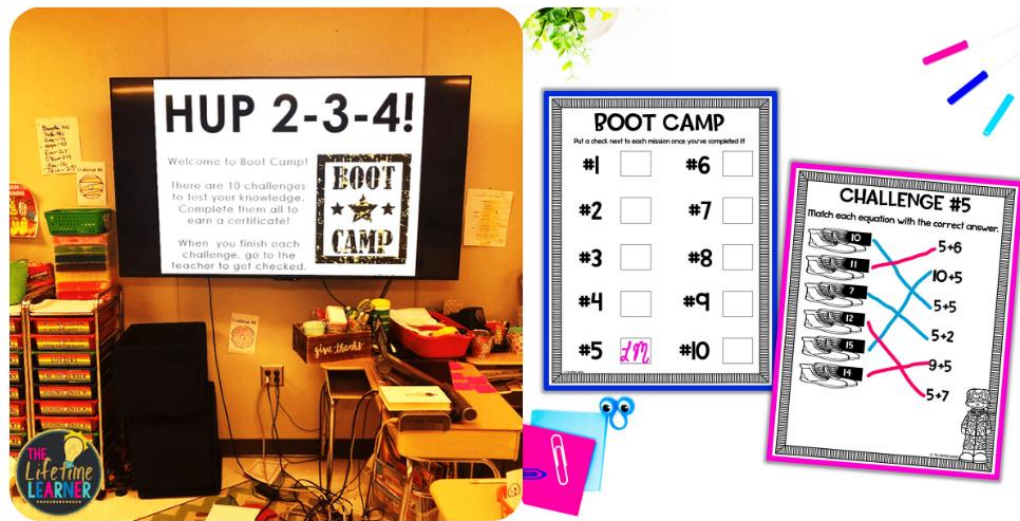 HUP 2-3-4!
Welcome to Boot Camp!
There are 10 challenges
to test your knowledge.
Complete them all to
earn a certificate!
When you finish each
challenge, go to the
teacher to get checked.
BOOT
CAMP
give thanks
THE
Lifetime
LEARNER
BOOT CAMP
Put a check next to each mission once you've completed it!
#1 #6
#2 #7
#3 #8
#4 #9
#5 LM #10
CHALLENGE #5
Match each equation with the correct answer.
10
5+6
11
10+5
7
5+5
12
5+2
15
9+5
14
5+7